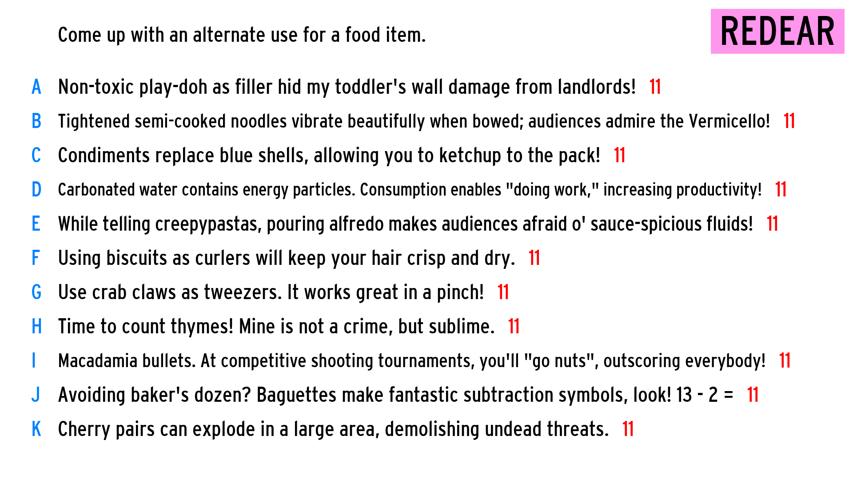 Come up with an alternate use for a food item.
REDEAR
A Non-toxic play-doh as filler hid my toddler's wall damage from landlords! 11
B Tightened semi-cooked noodles vibrate beautifully when bowed; audiences admire the Vermicello! 11
C Condiments replace blue shells, allowing you to ketchup to the pack! 11
D Carbonated water contains energy particles. Consumption enables "doing work," increasing productivity! 11
E While telling creepypastas, pouring alfredo makes audiences afraid o' sauce-spicious fluids! 11
F Using biscuits as curlers will keep your hair crisp and dry. 11
G Use crab claws as tweezers. It works great in a pinch! 11
H Time to count thymes! Mine is not a crime, but sublime. 11
I Macadamia bullets. At competitive shooting tournaments, you'll "go nuts", outscoring everybody! 11
J Avoiding baker's dozen? Baguettes make fantastic subtraction symbols, look! 13 - 2 = 11
K Cherry pairs can explode in a large area, demolishing undead threats. 11